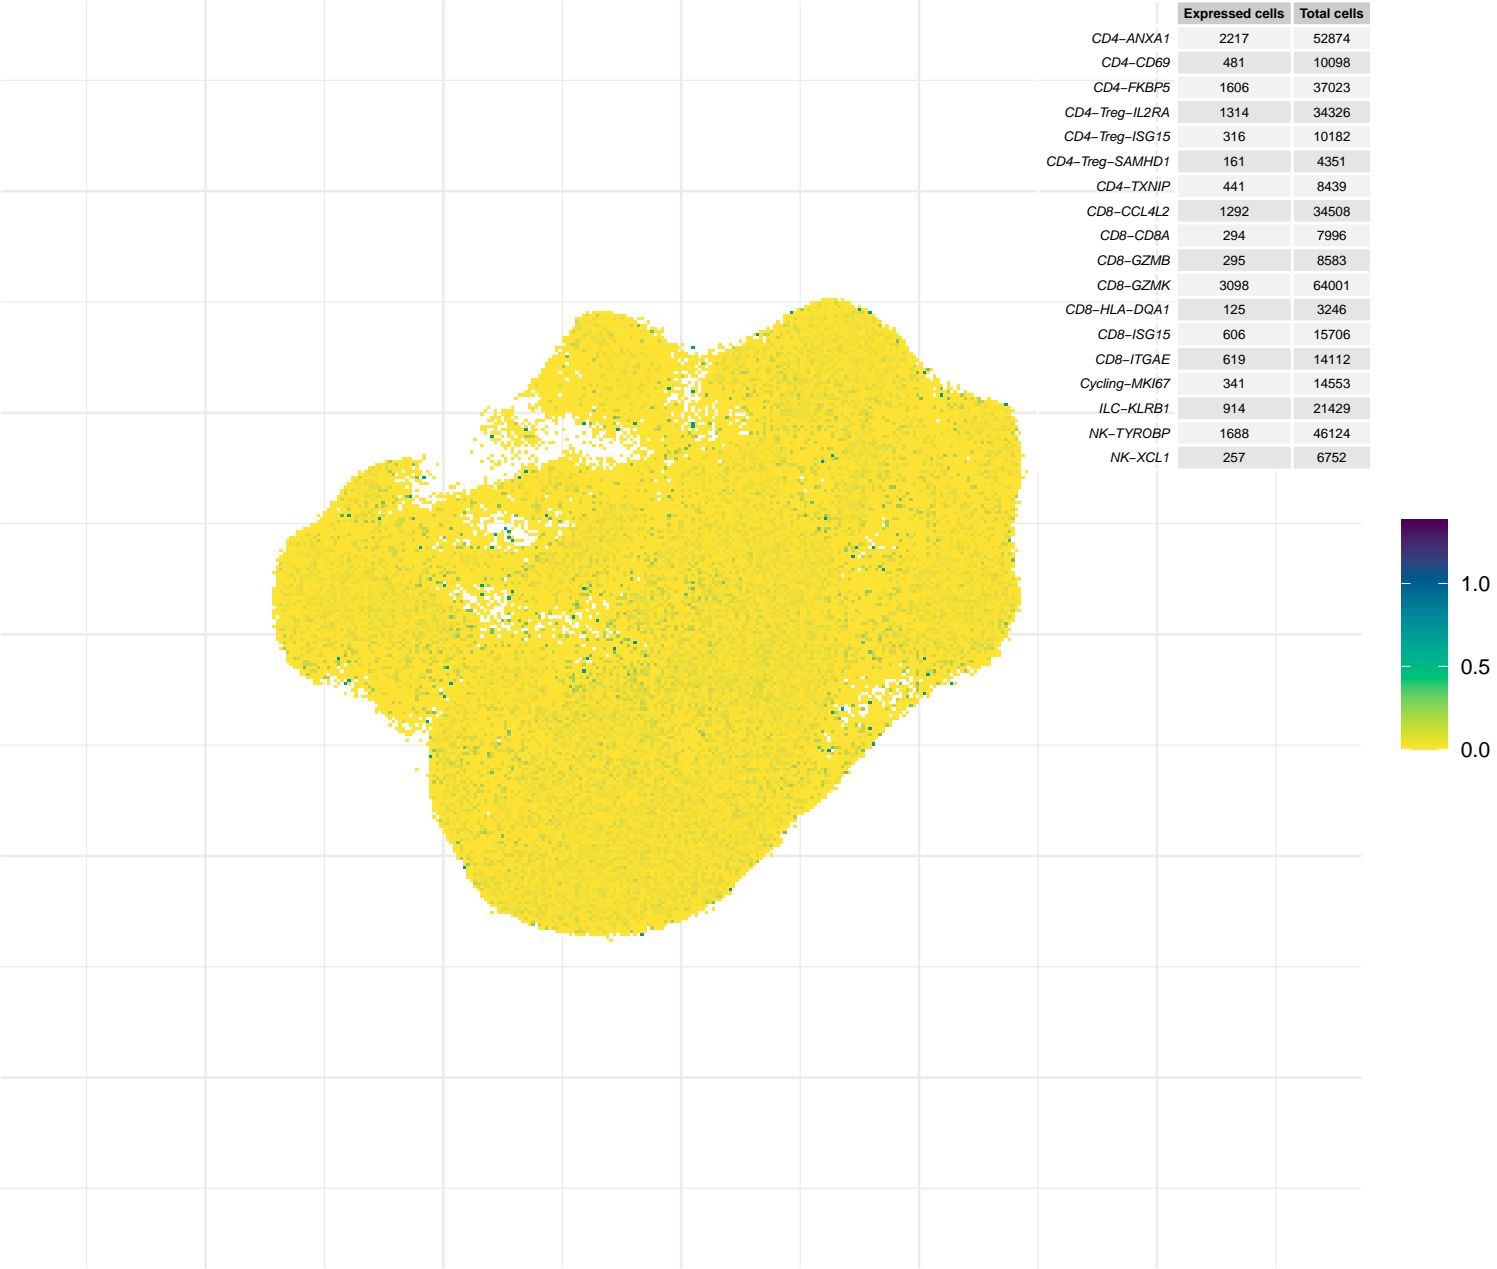 Expressed cells Total cells
CD4−ANXA1 2217 52874
CD4−CD69 481 10098
CD4−FKBP5 1606 37023
CD4−Treg−IL2RA 1314 34326
CD4−Treg−ISG15 316 10182
CD4−Treg−SAMHD1 161 4351
CD4−TXNIP 441 8439
CD8−CCL4L2 1292 34508
CD8−CD8A 294 7996
CD8−GZMB 295 8583
CD8−GZMK 3098 64001
CD8−HLA−DQA1 125 3246
CD8−ISG15 606 15706
CD8−ITGAE 619 14112
Cycling−MKI67 341 14553
ILC−KLRB1 914 21429
NK−TYROBP 1688 46124
NK−XCL1 257 6752
1.0
0.5
0.0